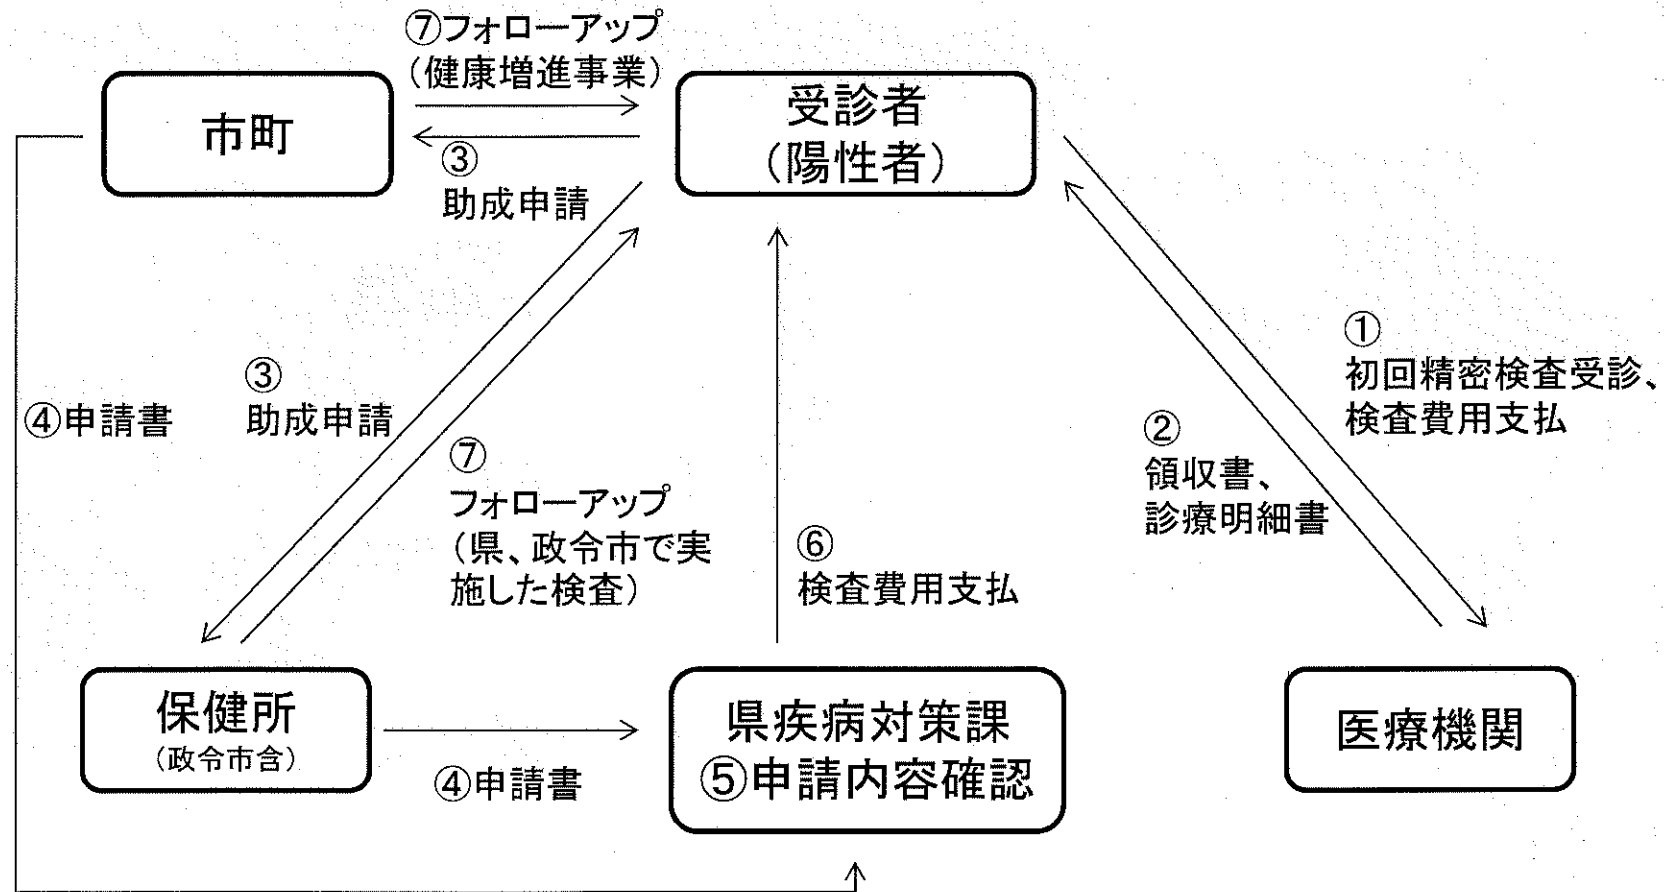 ⑦フォローアップ
（健康増進事業）
市町
受診者
（陽性者）
③
助成申請
①
初回精密検査受診、
検査費用支払
④申請書
③
助成申請
②
領収書、
診療明細書
⑦
フォローアップ
（県、政令市で実
施した検査）
⑥
検査費用支払
保健所
（政令市含）
④申請書
県疾病対策課
⑤申請内容確認
医療機関